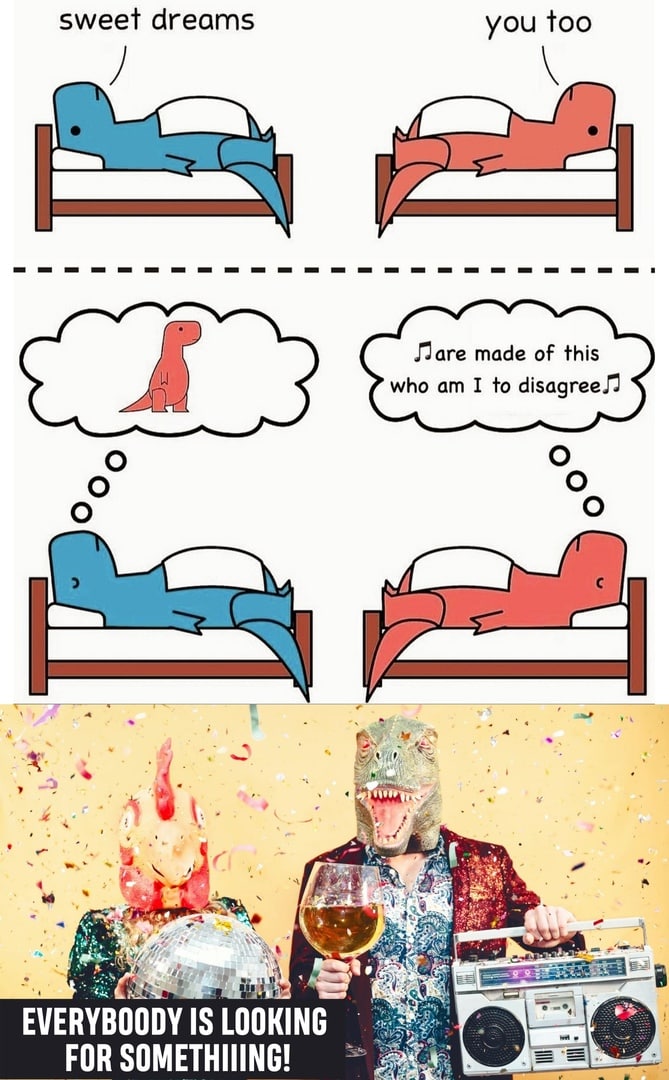 sweet dreams
you too
♫are made of this
who am I to disagree♫
EVERYBOODY IS LOOKING
FOR SOMETHIIING!